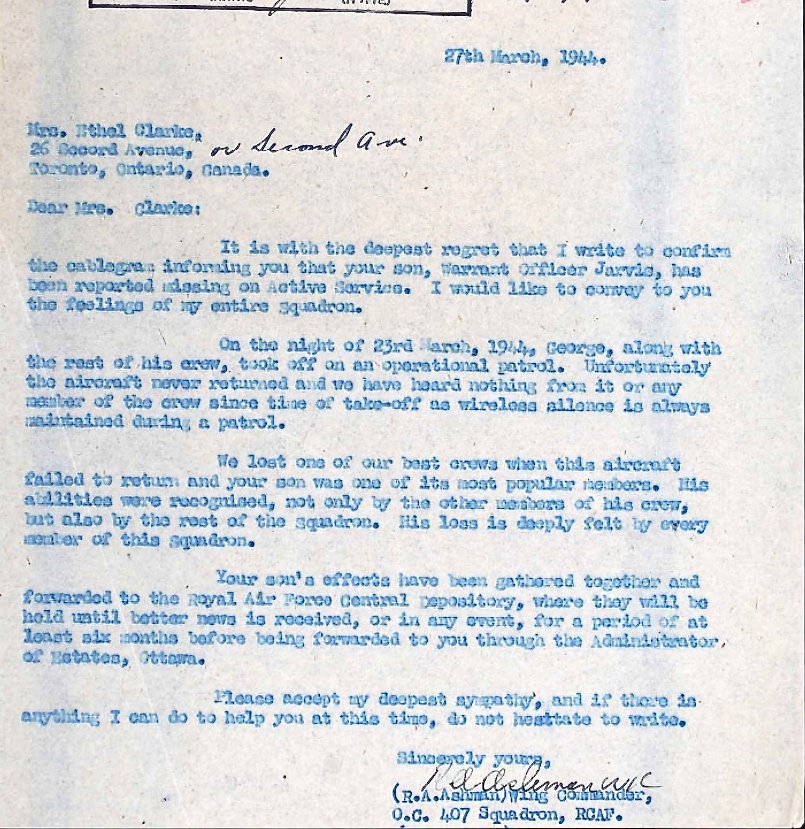 27th March, 1944.
Mrs. Ethel Clarke,
26 Secord Avenue, or Second Ave.
Toronto, Ontario, Canada.
Dear Mrs. Clarke:
It is with the deepest regret that I write to confirm
the cablegram informing you that your son, Warrant Officer Jarvis, has
been reported missing on Active Service. I would like to convey to you
the feelings of my entire squadron.
On the night of 23rd March, 1944, George, along with
the rest of his crew, took off on an operational patrol. Unfortunately
the aircraft never returned and we have heard nothing from it or any
member of the crew since time of take-off as wireless silence is always
maintained during a patrol.
We lost one of our best crews when this aircraft
failed to return and your son was one of its most popular members. His
abilities were recognised, not only by the other members of his crew,
but also by the rest of the squadron. His loss is deeply felt by every
member of this squadron.
Your son's effects have been gathered together and
forwarded to the Royal Air Force Central Depository, where they will be
held until better news is received, or in any event, for a period of at
least six months before being forwarded to you through the Administrator
of Estates, Ottawa.
Please accept my deepest sympathy, and if there is
anything I can do to help you at this time, do not hesitate to write.
Sincerely yours,
R A Ashman W/C
(R.A.Ashman)Wing Commander,
O.C. 407 Squadron, RCAF.